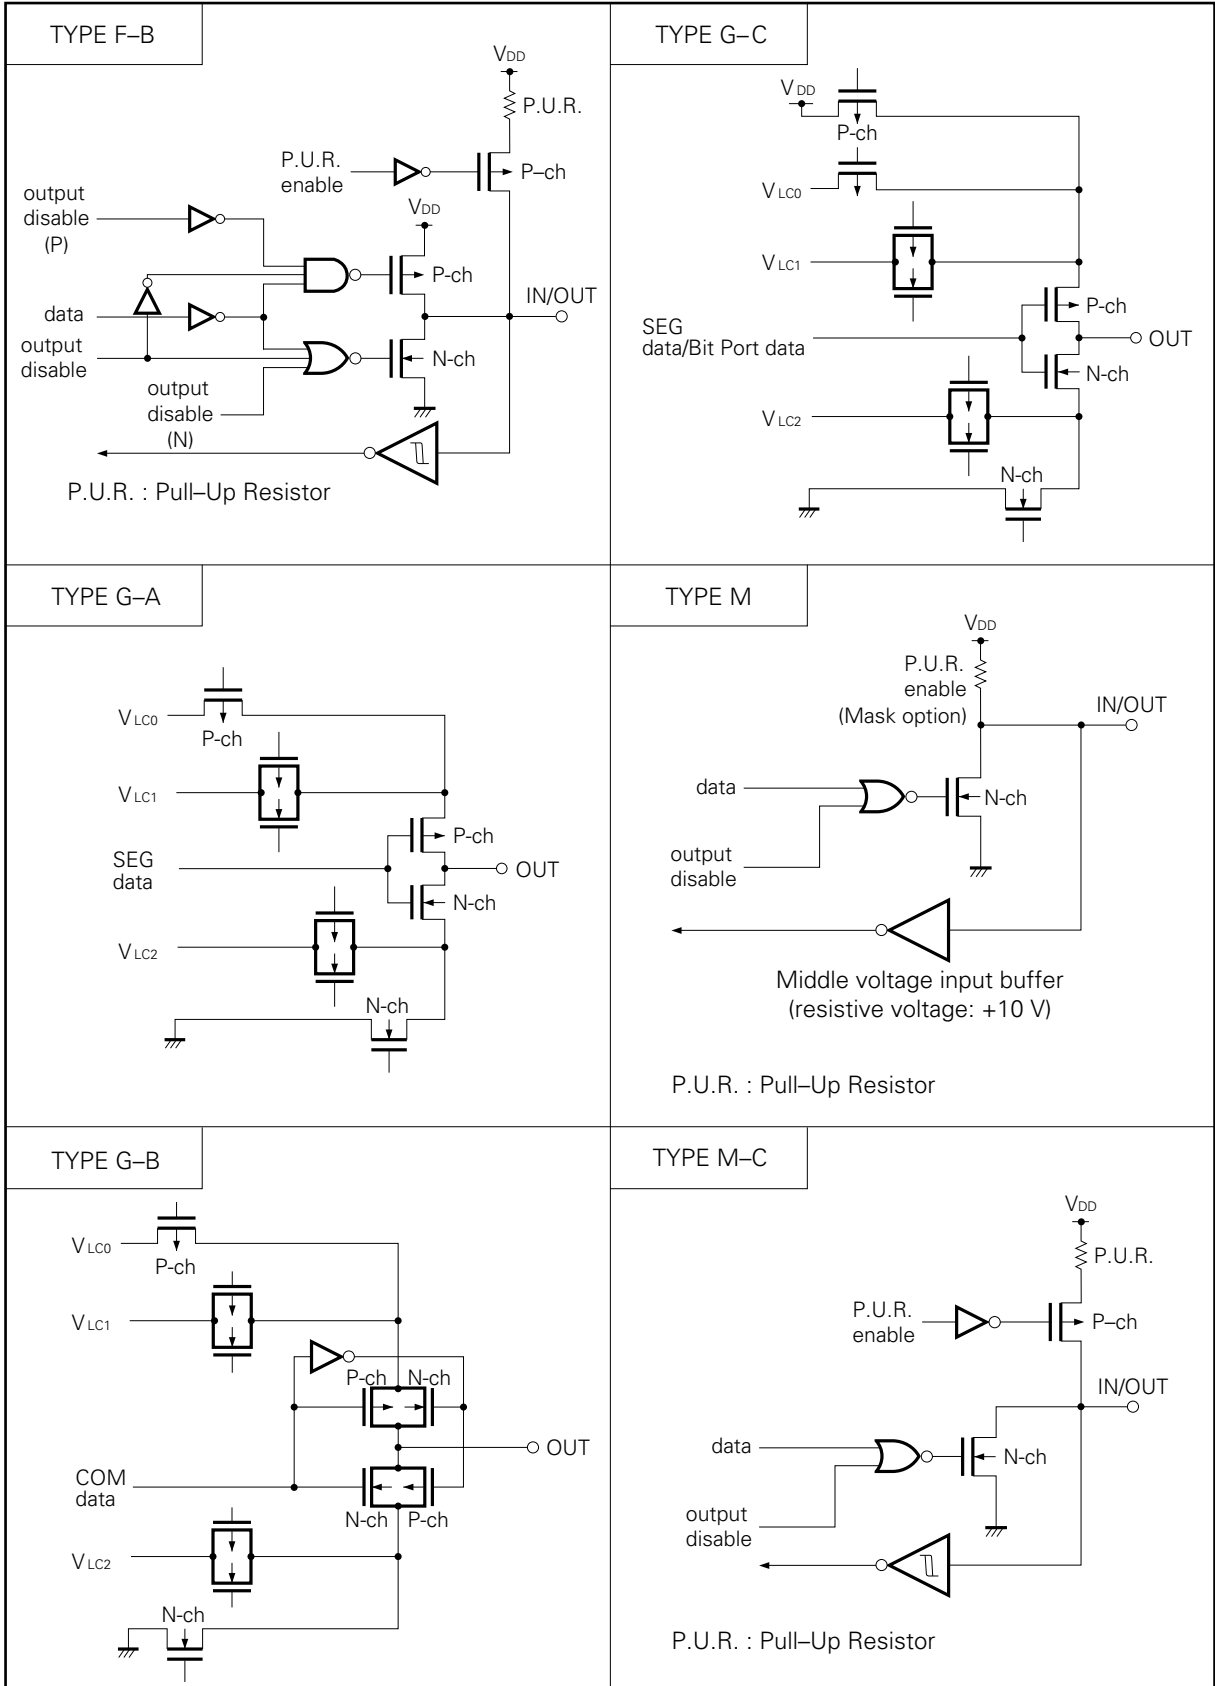 TYPE F–B
VDD
P.U.R.
P.U.R.
enable
P–ch
output
disable
(P)
VDD
P-ch
IN/OUT
data
output
disable
N-ch
output
disable
(N)
P.U.R. : Pull–Up Resistor
TYPE G–C
VDD
P-ch
VLC0
VLC1
P-ch
SEG
data/Bit Port data
OUT
N-ch
VLC2
N-ch
TYPE G–A
VLC0
P-ch
VLC1
P-ch
SEG
data
OUT
N-ch
VLC2
N-ch
TYPE M
VDD
P.U.R.
enable
(Mask option)
IN/OUT
data
N-ch
output
disable
Middle voltage input buffer
(resistive voltage: +10 V)
P.U.R. : Pull–Up Resistor
TYPE G–B
VLC0
P-ch
VLC1
P-ch N-ch
OUT
COM
data
N-ch P-ch
VLC2
N-ch
TYPE M–C
VDD
P.U.R.
P.U.R.
enable
P–ch
IN/OUT
data
N-ch
output
disable
P.U.R. : Pull–Up Resistor